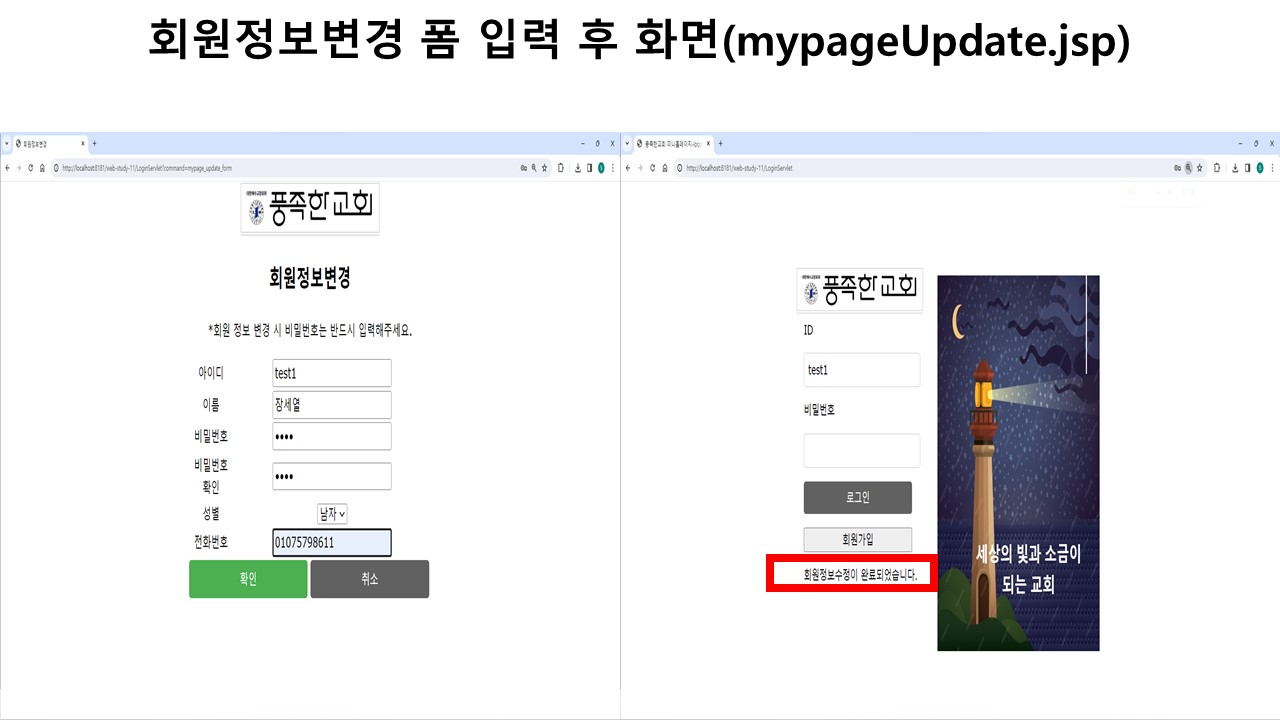 회원정보변경 폼 입력 후 화면(mypageUpdate.jsp)
회원정보변경
http://localhost:8181/web-study-11/LoginServlet?command=mypage_update_form
풍족한교회
회원정보변경
*회원 정보 변경 시 비밀번호는 반드시 입력해주세요.
아이디 test1
이름 장세열
비밀번호 ••••
비밀번호 확인 ••••
성별 남자
전화번호 01075798611
확인 취소
풍족한교회 미니홈페이지
http://localhost:8181/web-study-11/LoginServlet
풍족한교회
ID
test1
비밀번호
로그인
회원가입
회원정보수정이 완료되었습니다.
세상의 빛과 소금이
되는 교회